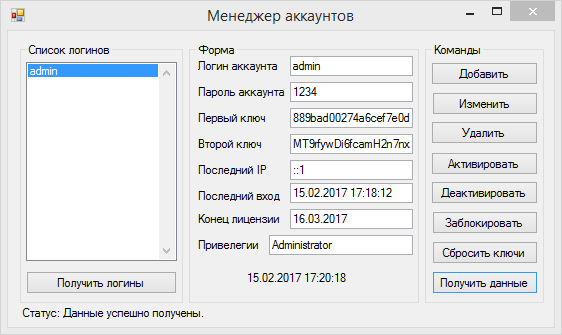 Менеджер аккаунтов
Список логинов
admin
Получить логины
Форма
Логин аккаунта admin
Пароль аккаунта 1234
Первый ключ 889bad00274a6cef7e0d
Второй ключ MT9rfywDi6fcamH2n7nx
Последний IP ::1
Последний вход 15.02.2017 17:18:12
Конец лицензии 16.03.2017
Привелегии Administrator
15.02.2017 17:20:18
Команды
Добавить
Изменить
Удалить
Активировать
Деактивировать
Заблокировать
Сбросить ключи
Получить данные
Статус: Данные успешно получены.